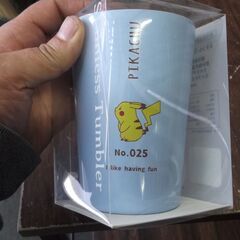 PIKACHU
No.025
I like having fun
Stainless Tumbler